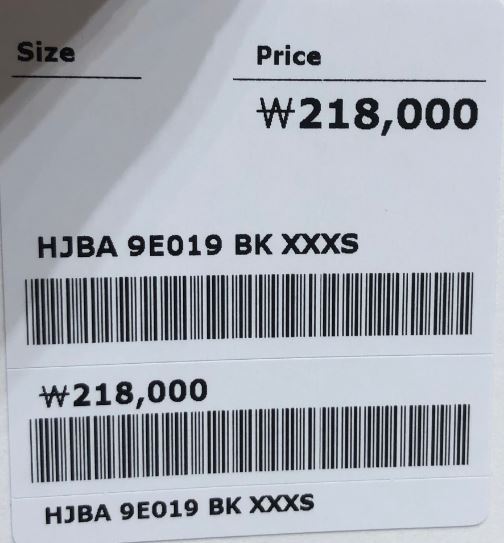 Size Price
₩218,000
HJBA 9E019 BK XXXS
₩218,000
HJBA 9E019 BK XXXS